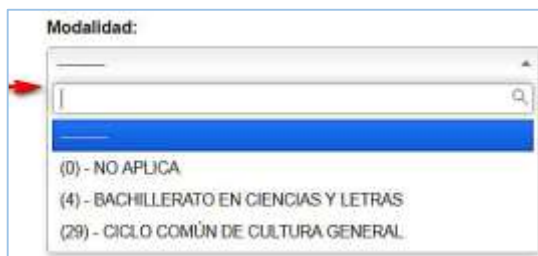 Modalidad:
---------
---------
(0) - NO APLICA
(4) - BACHILLERATO EN CIENCIAS Y LETRAS
(29) - CICLO COMÚN DE CULTURA GENERAL